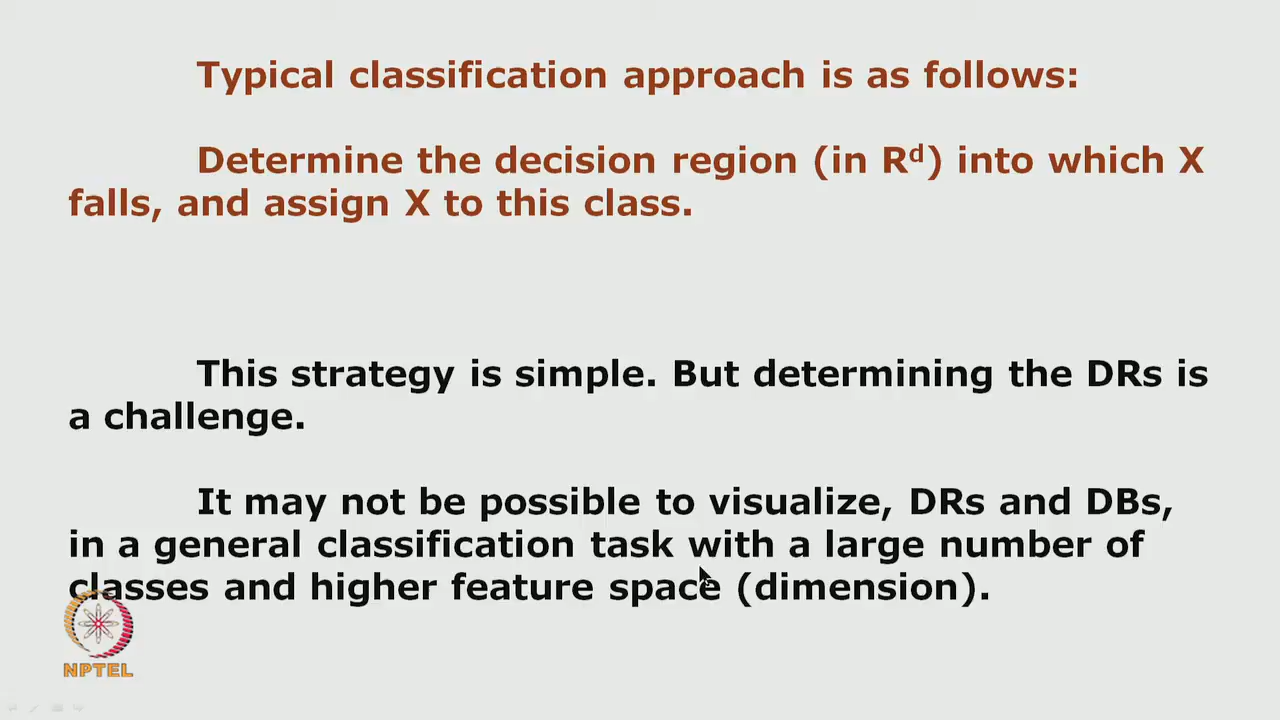 Typical classification approach is as follows:
Determine the decision region (in Rᵈ) into which X
falls, and assign X to this class.
This strategy is simple. But determining the DRs is
a challenge.
It may not be possible to visualize, DRs and DBs,
in a general classification task with a large number of
classes and higher feature space (dimension).
NPTEL